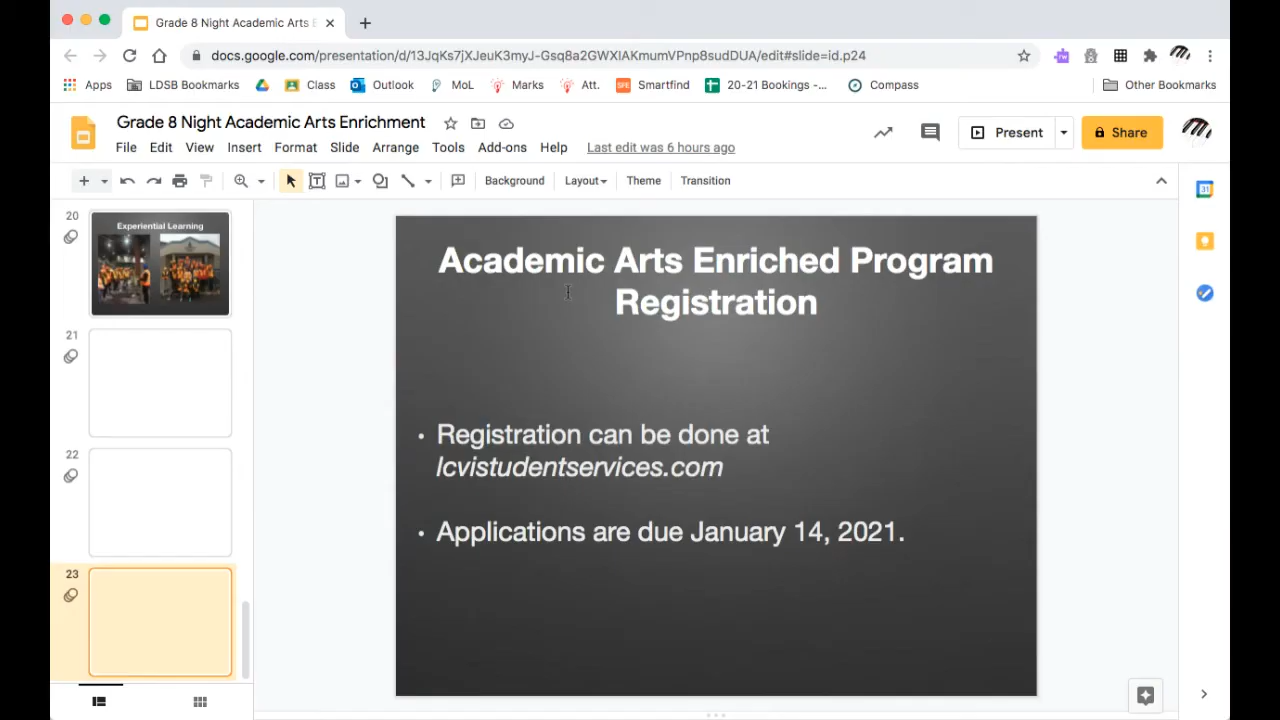 Grade 8 Night Academic Arts E
docs.google.com/presentation/d/13JqKs7jXJeuK3myJ-Gsq8a2GWXIAKmumVPnp8sudDUA/edit#slide=id.p24
Apps LDSB Bookmarks Class Outlook MoL Marks Att. SFE Smartfind 20-21 Bookings -... Compass Other Bookmarks
Grade 8 Night Academic Arts Enrichment
Present Share
File Edit View Insert Format Slide Arrange Tools Add-ons Help Last edit was 6 hours ago
Background Layout Theme Transition
31
20
Experiential Learning
21
22
23
Academic Arts Enriched Program
Registration
• Registration can be done at
lcvistudentservices.com
• Applications are due January 14, 2021.